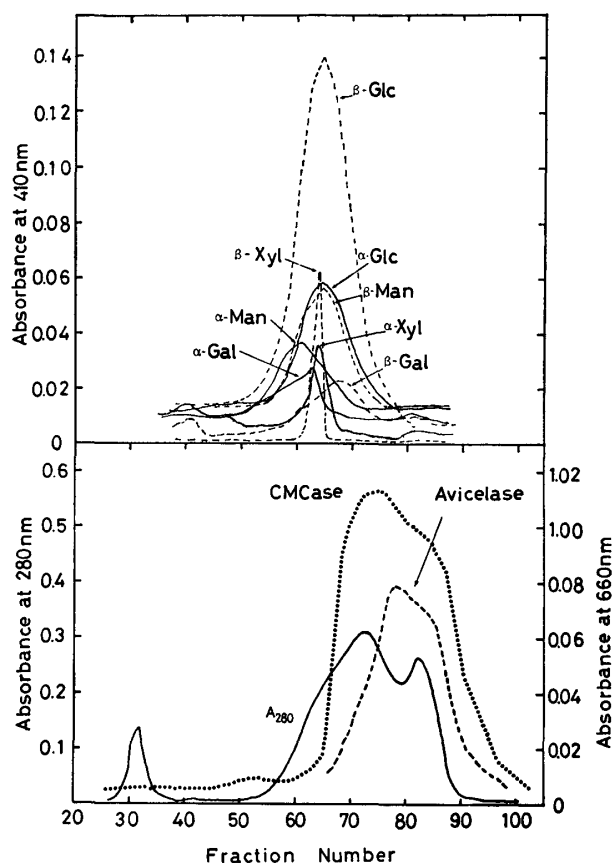 Absorbance at 410nm
0.14
0.12
0.10
0.08
0.06
0.04
0.02
0
β-Glc
β-Xyl
α-Glc
β-Man
α-Man
α-Xyl
α-Gal
β-Gal
Absorbance at 280nm
0.6
0.5
0.4
0.3
0.2
0.1
CMCase
Avicelase
A280
1.02
1.00
0.08
0.06
0.04
0.02
0
Absorbance at 660nm
20 30 40 50 60 70 80 90 100
Fraction Number